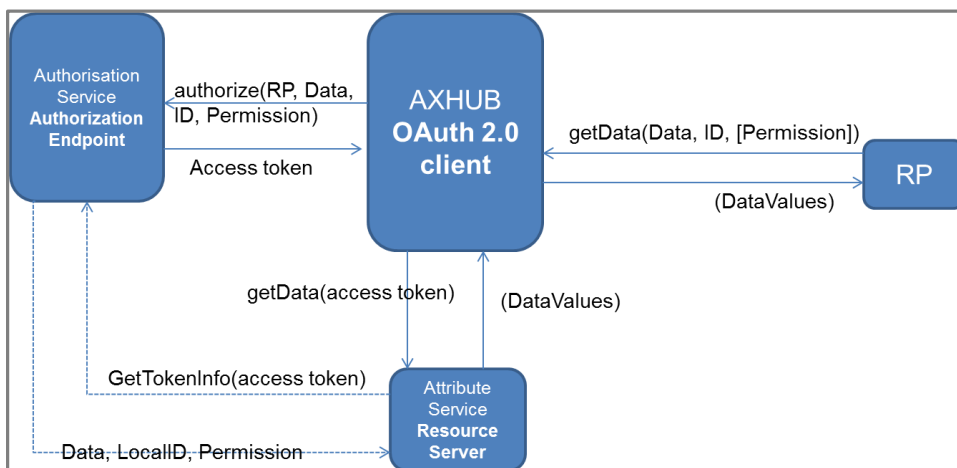 Authorisation
Service
Authorization
Endpoint
authorize(RP, Data,
ID, Permission)
Access token
AXHUB
OAuth 2.0
client
getData(Data, ID, [Permission])
RP
(DataValues)
getData(access token)
(DataValues)
GetTokenInfo(access token)
Attribute
Service
Resource
Server
Data, LocalID, Permission